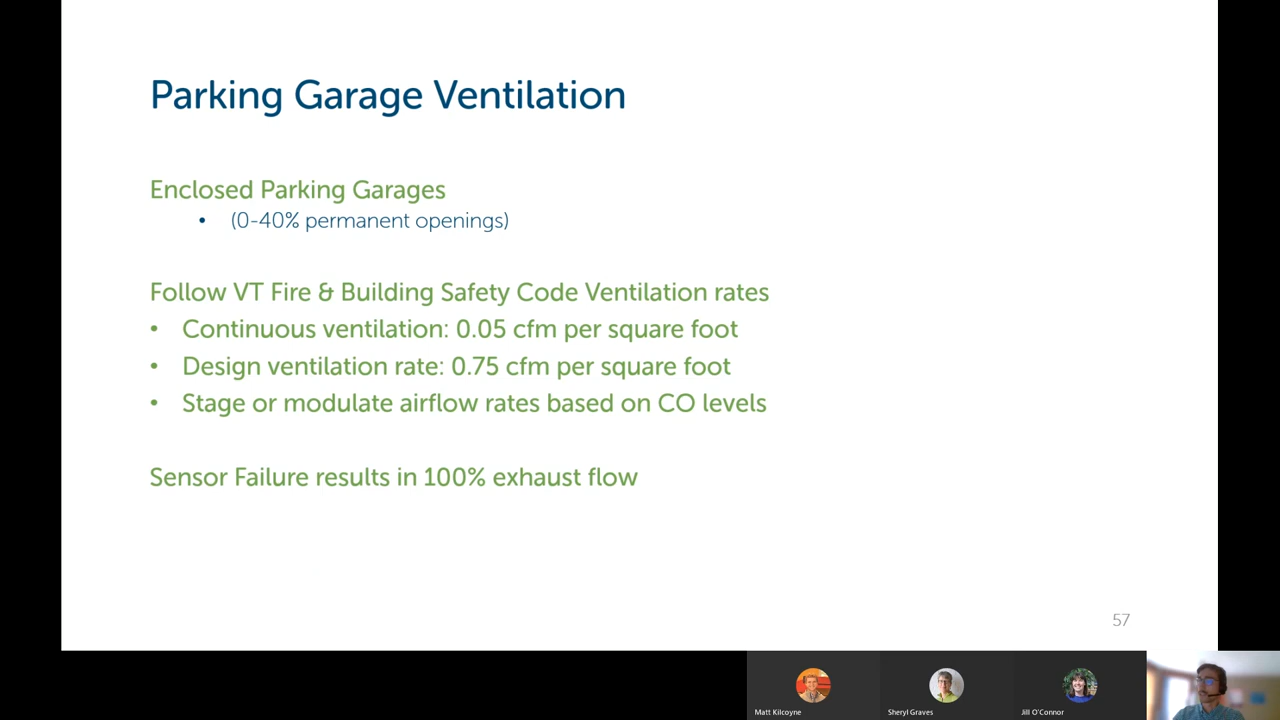 Parking Garage Ventilation
Enclosed Parking Garages
• (0-40% permanent openings)
Follow VT Fire & Building Safety Code Ventilation rates
• Continuous ventilation: 0.05 cfm per square foot
• Design ventilation rate: 0.75 cfm per square foot
• Stage or modulate airflow rates based on CO levels
Sensor Failure results in 100% exhaust flow
57
Matt Kilcoyne
Sheryl Graves
Jill O'Connor